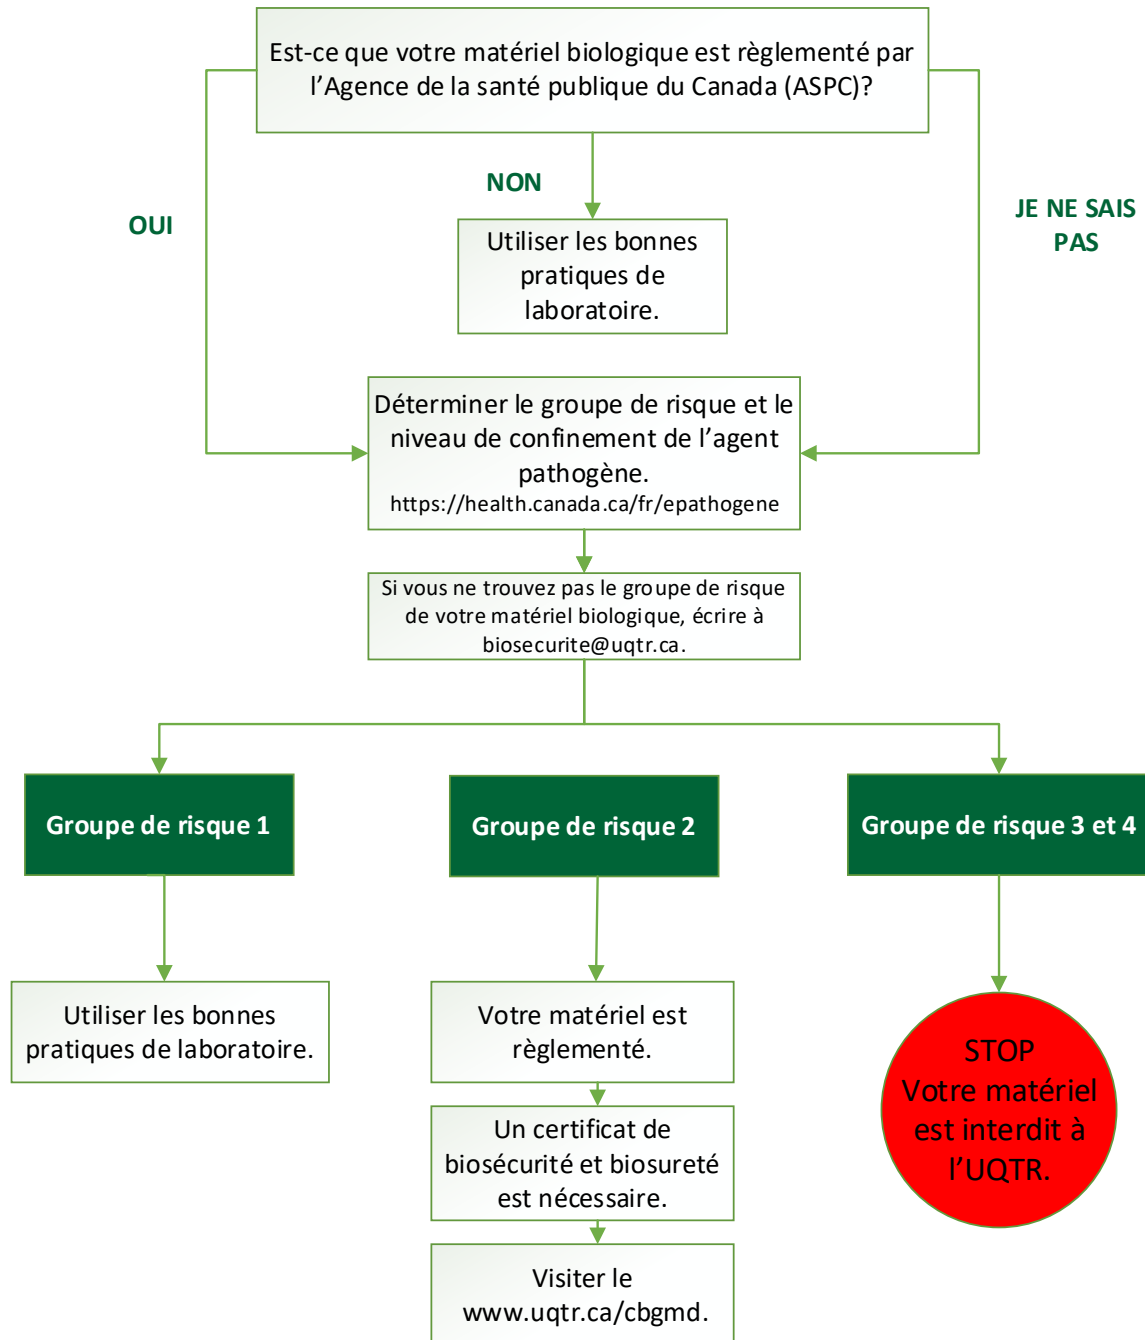 Est-ce que votre matériel biologique est règlementé par
l'Agence de la santé publique du Canada (ASPC)?
OUI
NON
JE NE SAIS
PAS
Utiliser les bonnes
pratiques de
laboratoire.
Déterminer le groupe de risque et le
niveau de confinement de l'agent
pathogène.
https://health.canada.ca/fr/epathogene
Si vous ne trouvez pas le groupe de risque
de votre matériel biologique, écrire à
biosecurite@uqtr.ca.
Groupe de risque 1
Groupe de risque 2
Groupe de risque 3 et 4
Utiliser les bonnes
pratiques de laboratoire.
Votre matériel est
règlementé.
Un certificat de
biosécurité et biosureté
est nécessaire.
Visiter le
www.uqtr.ca/cbgmd.
STOP
Votre matériel
est interdit à
l'UQTR.